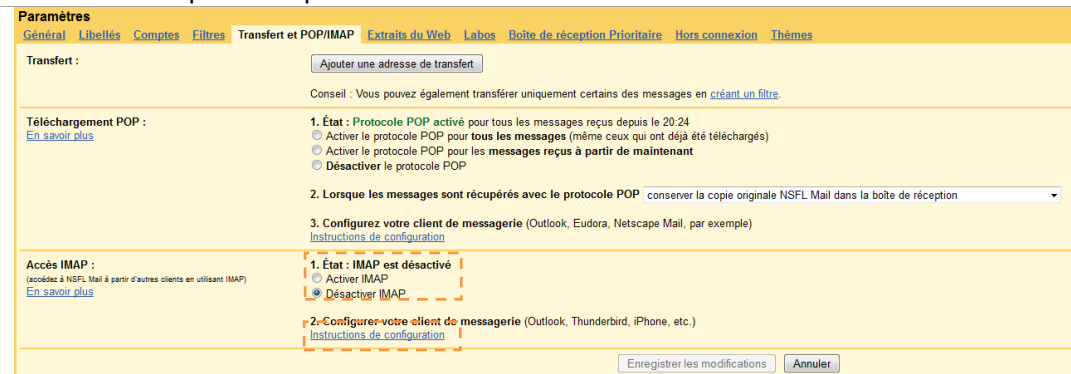 Paramètres
Général Libellés Comptes Filtres Transfert et POP/IMAP Extraits du Web Labos Boîte de réception Prioritaire Hors connexion Thèmes
Transfert :
Ajouter une adresse de transfert
Conseil : Vous pouvez également transférer uniquement certains des messages en créant un filtre.
Téléchargement POP :
En savoir plus
1. État : Protocole POP activé pour tous les messages reçus depuis le 20:24
Activer le protocole POP pour tous les messages (même ceux qui ont déjà été téléchargés)
Activer le protocole POP pour les messages reçus à partir de maintenant
Désactiver le protocole POP
2. Lorsque les messages sont récupérés avec le protocole POP conserver la copie originale NSFL Mail dans la boîte de réception
3. Configurez votre client de messagerie (Outlook, Eudora, Netscape Mail, par exemple)
Instructions de configuration
Accès IMAP :
(accédez à NSFL Mail à partir d'autres clients en utilisant IMAP)
En savoir plus
1. État : IMAP est désactivé
Activer IMAP
Désactiver IMAP
2. Configurer votre client de messagerie (Outlook, Thunderbird, iPhone, etc.)
Instructions de configuration
Enregistrer les modifications Annuler